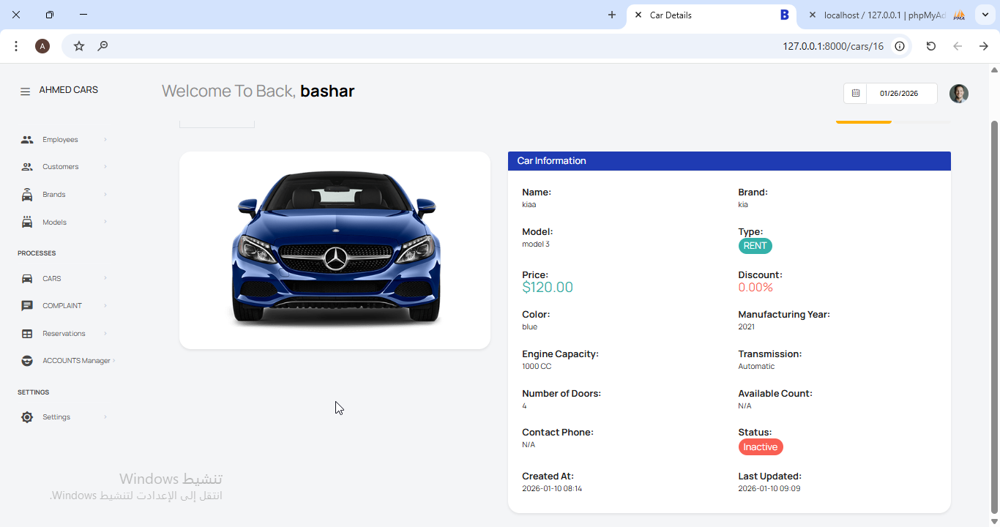 Car Details
localhost / 127.0.0.1 | phpMyAd
A
127.0.0.1:8000/cars/16
AHMED CARS
Welcome To Back, bashar
01/26/2026
Employees
Customers
Brands
Models
PROCESSES
CARS
COMPLAINT
Reservations
ACCOUNTS Manager
SETTINGS
Settings
Car Information
Name:
kiaa
Brand:
kia
Model:
model 3
Type:
RENT
Price:
$120.00
Discount:
0.00%
Color:
blue
Manufacturing Year:
2021
Engine Capacity:
1000 CC
Transmission:
Automatic
Number of Doors:
4
Available Count:
N/A
Contact Phone:
N/A
Status:
Inactive
Created At:
2026-01-10 08:14
Last Updated:
2026-01-10 09:09
تنشيط Windows
انتقل إلى الإعدادت لتنشيط Windows.